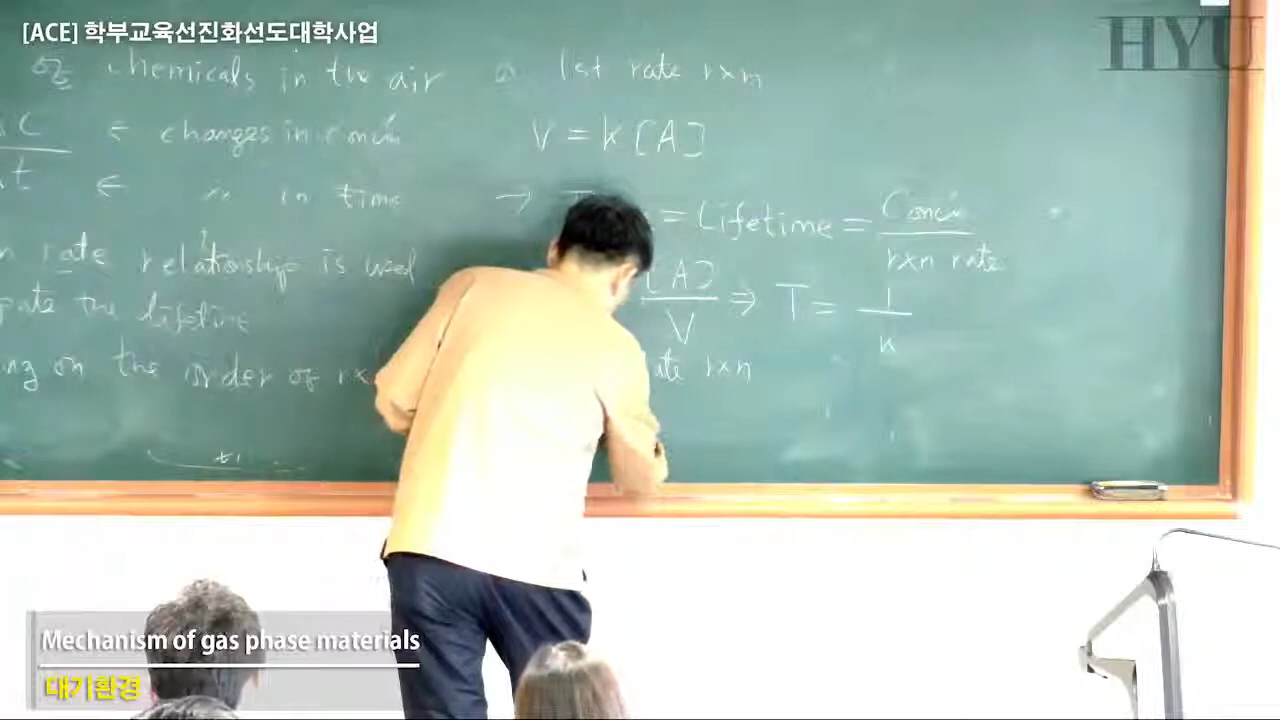 [ACE] 학부교육선진화선도대학사업
HYU
of chemicals in the air
C
t
← changes in conc'n
← " in time
rate relationship is used
the lifetime
on the order of rx
1st rate rxn
V = k [A]
→ = Lifetime = Conc'n / rxn rate
[A] / V ⇒ T = 1 / k
rxn
Mechanism of gas phase materials
대기환경